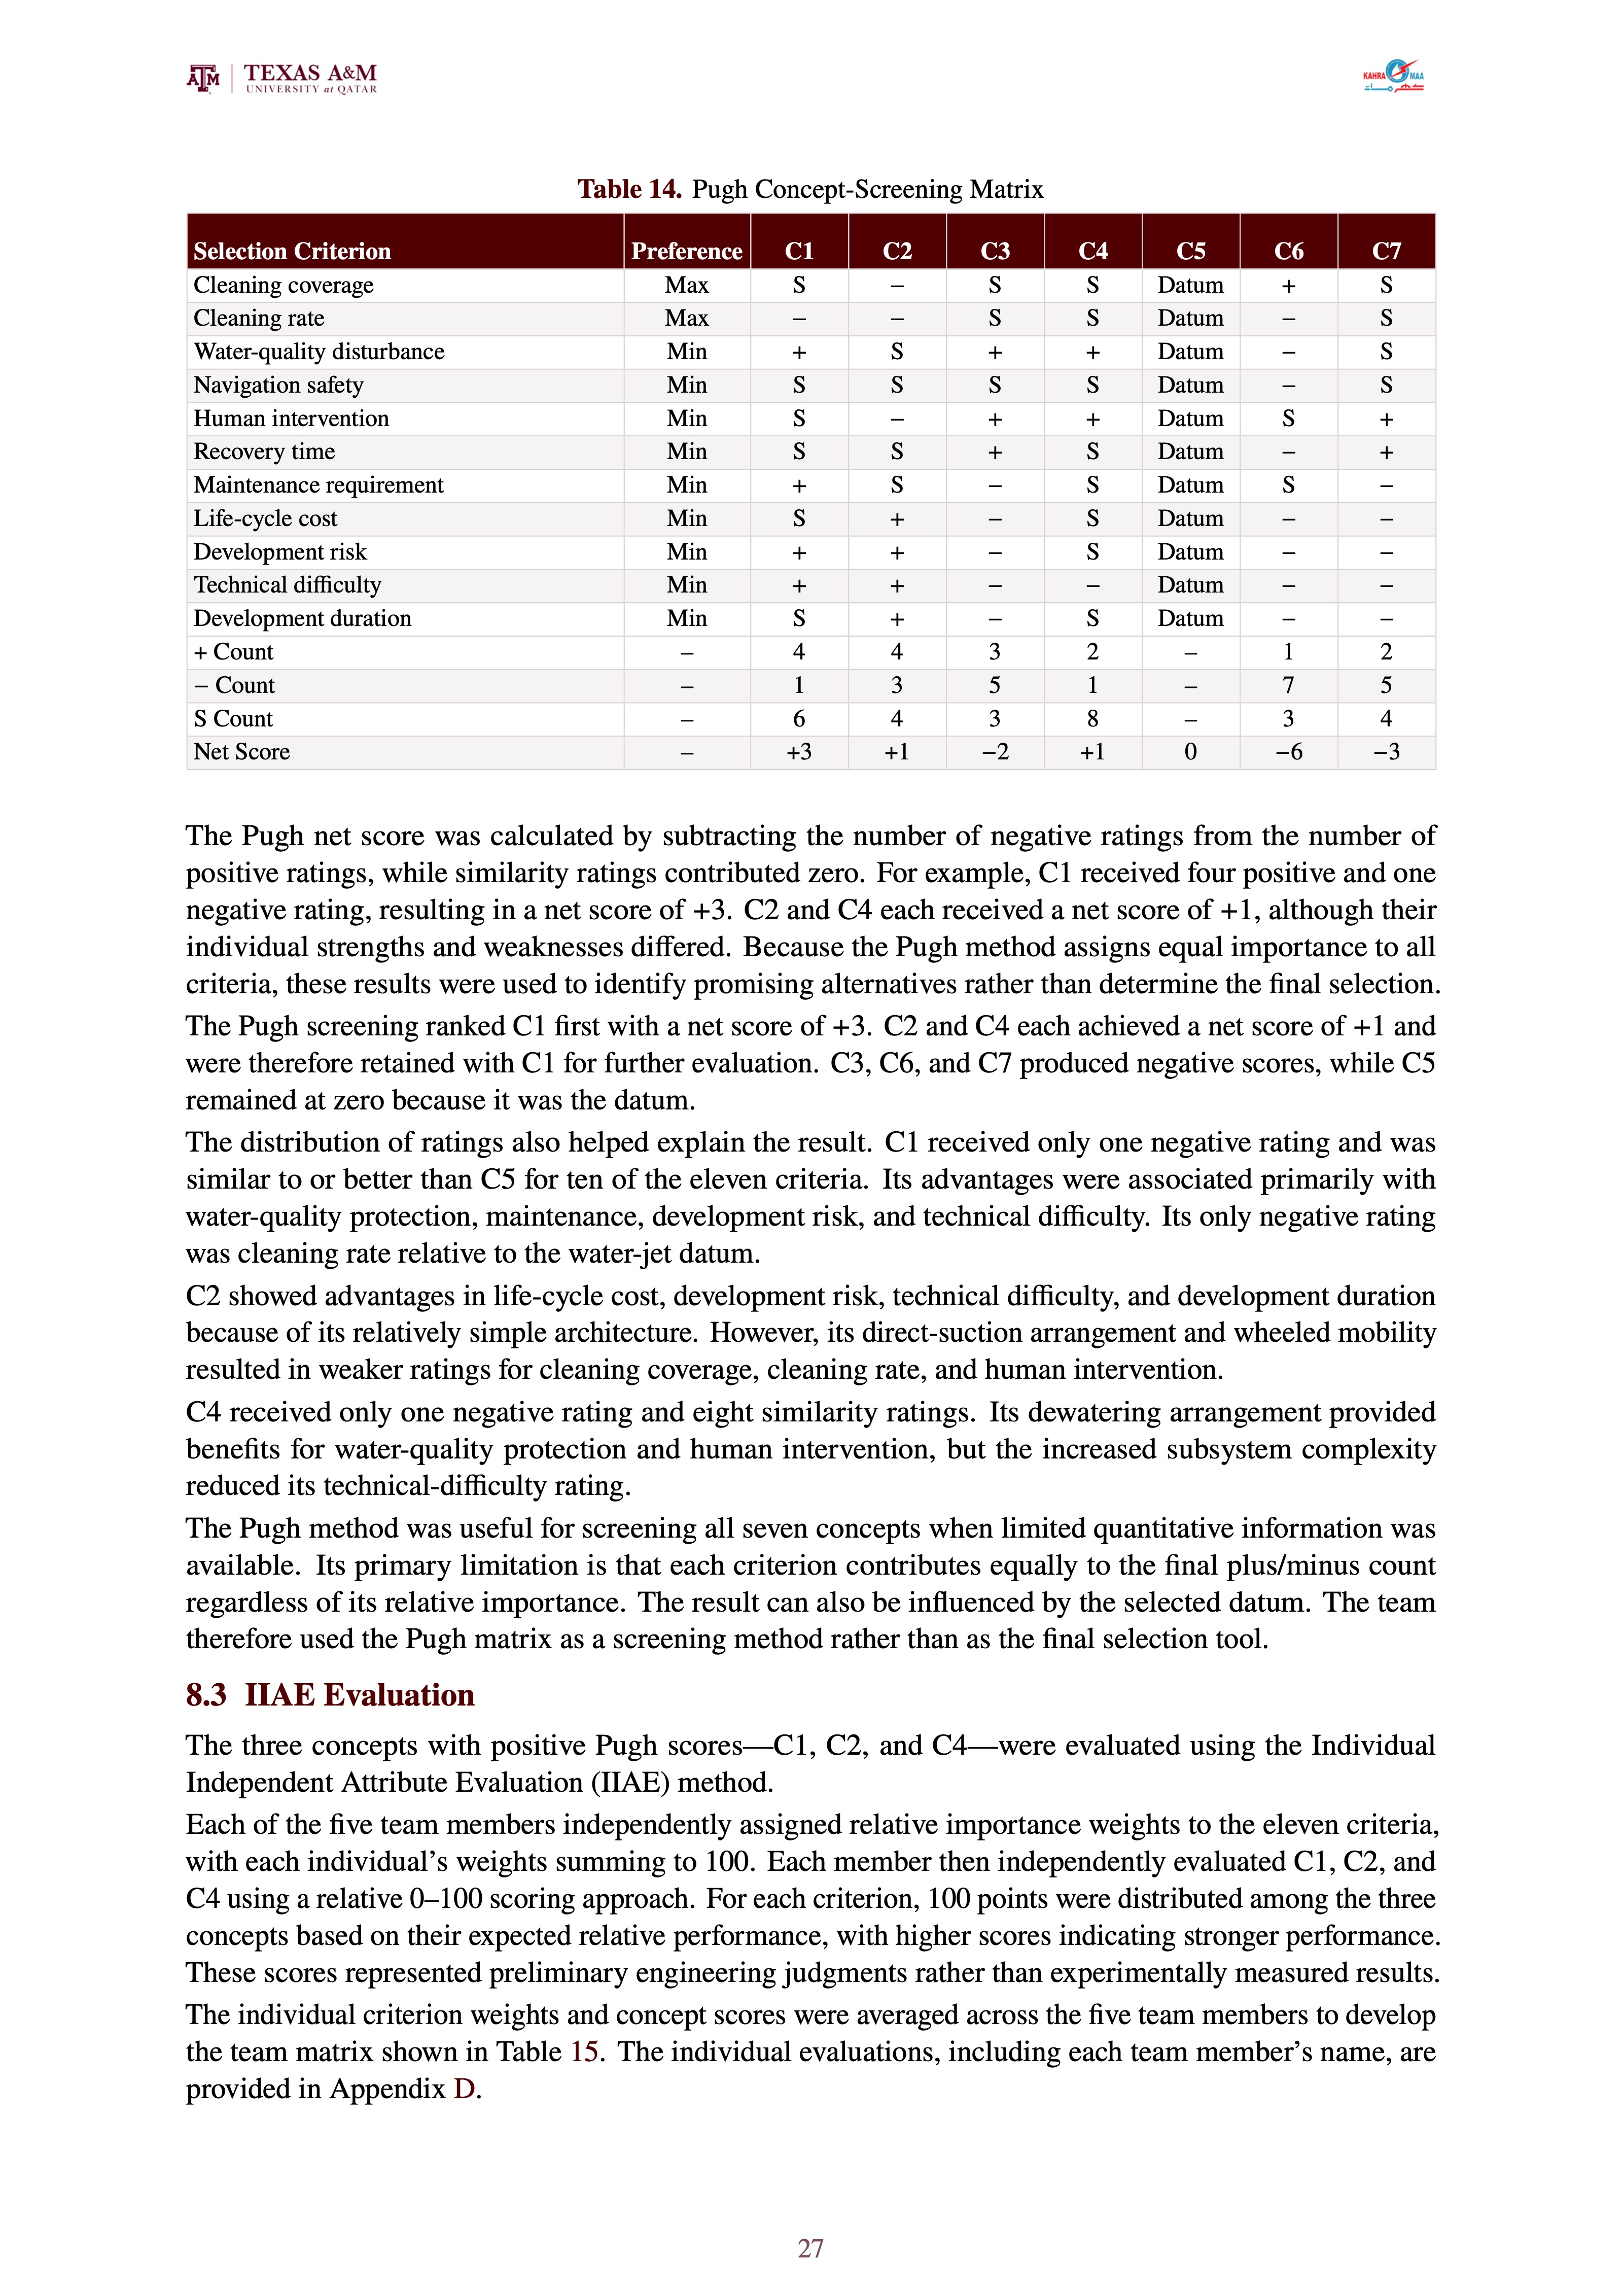 TEXAS A&M
UNIVERSITY at QATAR
KAHRA MAA
Table 14. Pugh Concept-Screening Matrix
Selection Criterion Preference C1 C2 C3 C4 C5 C6 C7
Cleaning coverage Max S – S S Datum + S
Cleaning rate Max – – S S Datum – S
Water-quality disturbance Min + S + + Datum – S
Navigation safety Min S S S S Datum – S
Human intervention Min S – + + Datum S +
Recovery time Min S S + S Datum – +
Maintenance requirement Min + S – S Datum S –
Life-cycle cost Min S + – S Datum – –
Development risk Min + + – S Datum – –
Technical difficulty Min + + – – Datum – –
Development duration Min S + – S Datum – –
+ Count – 4 4 3 2 – 1 2
– Count – 1 3 5 1 – 7 5
S Count – 6 4 3 8 – 3 4
Net Score – +3 +1 −2 +1 0 −6 −3
The Pugh net score was calculated by subtracting the number of negative ratings from the number of
positive ratings, while similarity ratings contributed zero. For example, C1 received four positive and one
negative rating, resulting in a net score of +3. C2 and C4 each received a net score of +1, although their
individual strengths and weaknesses differed. Because the Pugh method assigns equal importance to all
criteria, these results were used to identify promising alternatives rather than determine the final selection.
The Pugh screening ranked C1 first with a net score of +3. C2 and C4 each achieved a net score of +1 and
were therefore retained with C1 for further evaluation. C3, C6, and C7 produced negative scores, while C5
remained at zero because it was the datum.
The distribution of ratings also helped explain the result. C1 received only one negative rating and was
similar to or better than C5 for ten of the eleven criteria. Its advantages were associated primarily with
water-quality protection, maintenance, development risk, and technical difficulty. Its only negative rating
was cleaning rate relative to the water-jet datum.
C2 showed advantages in life-cycle cost, development risk, technical difficulty, and development duration
because of its relatively simple architecture. However, its direct-suction arrangement and wheeled mobility
resulted in weaker ratings for cleaning coverage, cleaning rate, and human intervention.
C4 received only one negative rating and eight similarity ratings. Its dewatering arrangement provided
benefits for water-quality protection and human intervention, but the increased subsystem complexity
reduced its technical-difficulty rating.
The Pugh method was useful for screening all seven concepts when limited quantitative information was
available. Its primary limitation is that each criterion contributes equally to the final plus/minus count
regardless of its relative importance. The result can also be influenced by the selected datum. The team
therefore used the Pugh matrix as a screening method rather than as the final selection tool.
8.3 IIAE Evaluation
The three concepts with positive Pugh scores—C1, C2, and C4—were evaluated using the Individual
Independent Attribute Evaluation (IIAE) method.
Each of the five team members independently assigned relative importance weights to the eleven criteria,
with each individual’s weights summing to 100. Each member then independently evaluated C1, C2, and
C4 using a relative 0–100 scoring approach. For each criterion, 100 points were distributed among the three
concepts based on their expected relative performance, with higher scores indicating stronger performance.
These scores represented preliminary engineering judgments rather than experimentally measured results.
The individual criterion weights and concept scores were averaged across the five team members to develop
the team matrix shown in Table 15. The individual evaluations, including each team member’s name, are
provided in Appendix D.
27